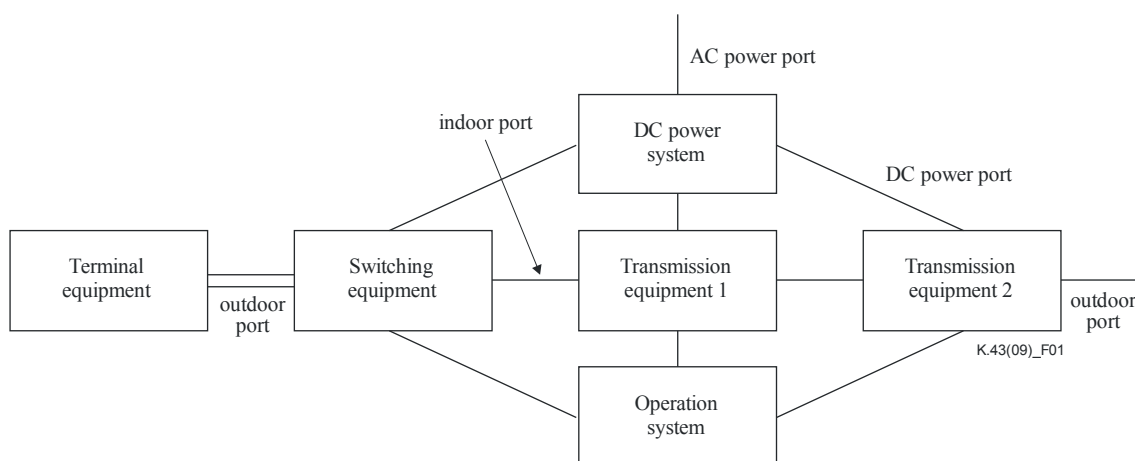 AC power port
indoor port
DC power
system
DC power port
Terminal
equipment
Switching
equipment
Transmission
equipment 1
Transmission
equipment 2
outdoor
port
outdoor
port
K.43(09)_F01
Operation
system